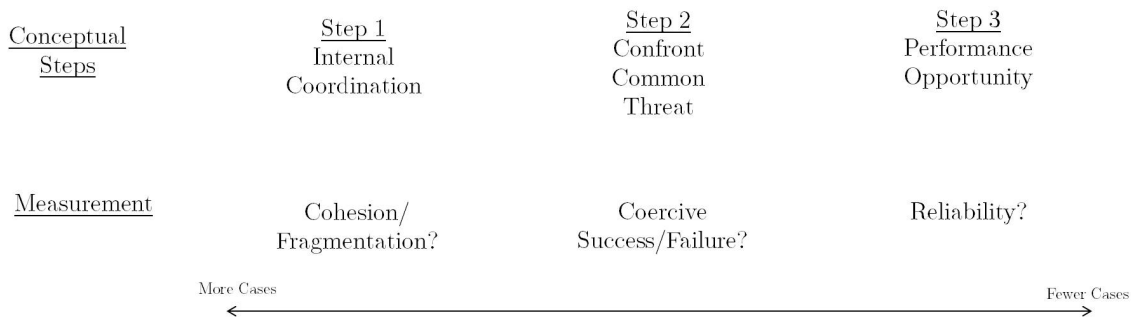 Conceptual
Steps
Step 1
Internal
Coordination
Step 2
Confront
Common
Threat
Step 3
Performance
Opportunity
Measurement
Cohesion/
Fragmentation?
Coercive
Success/Failure?
Reliability?
More Cases
Fewer Cases